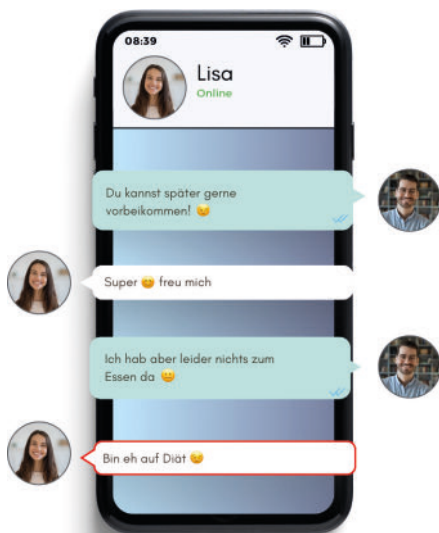 08:39
Lisa
Online
Du kannst später gerne
vorbeikommen! 😉
Super 😊 freu mich
Ich hab aber leider nichts zum
Essen da 😐
Bin eh auf Diät 😉